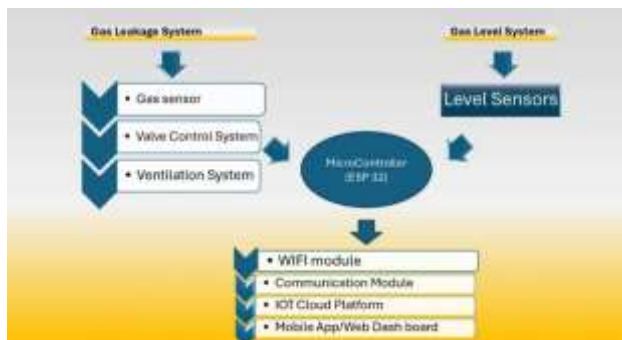 Gas Leakage System
Gas Level System
• Gas sensor
• Valve Control System
• Ventilation System
Level Sensors
MicroController
(ESP 32)
• WIFI module
• Communication Module
• IOT Cloud Platform
• Mobile App/Web Dash board